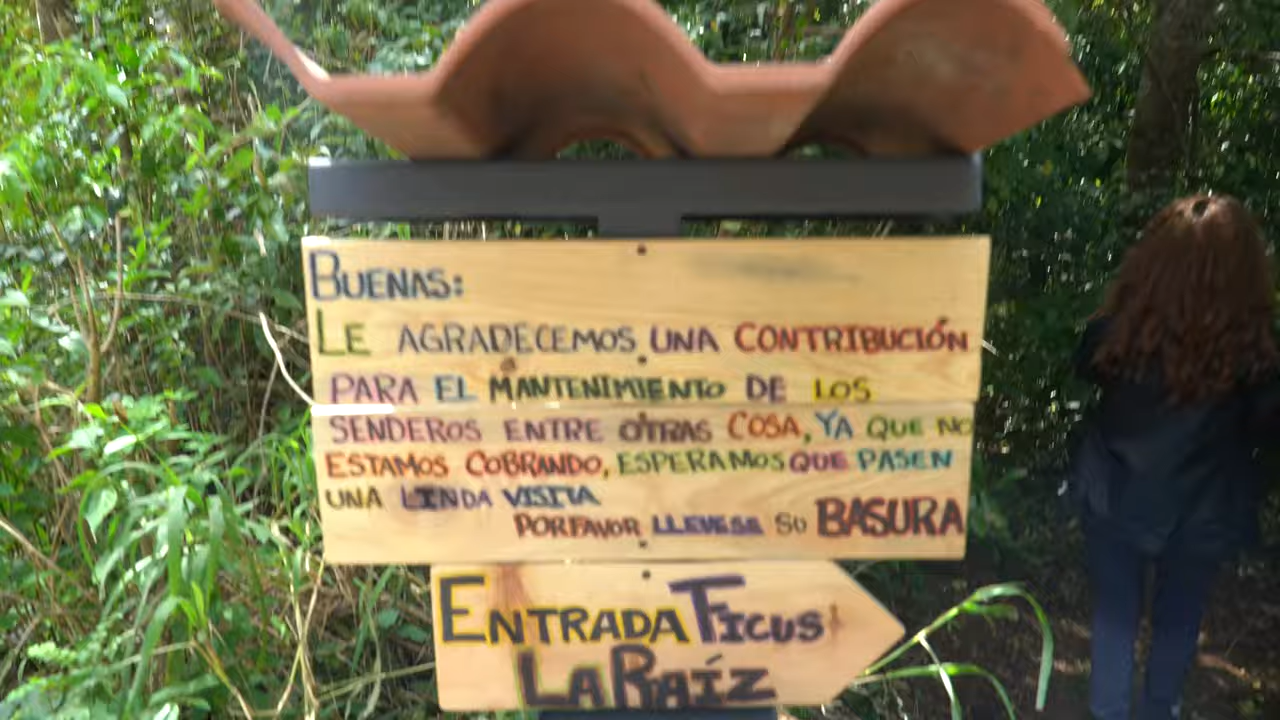 BUENAS:
LE AGRADECEMOS UNA CONTRIBUCIÓN
PARA EL MANTENIMIENTO DE LOS
SENDEROS ENTRE OTRAS COSA, YA QUE NO
ESTAMOS COBRANDO, ESPERAMOS QUE PASEN
UNA LINDA VISITA
PORFAVOR LLEVESE SU BASURA
ENTRADA FICUS
LA RAÍZ